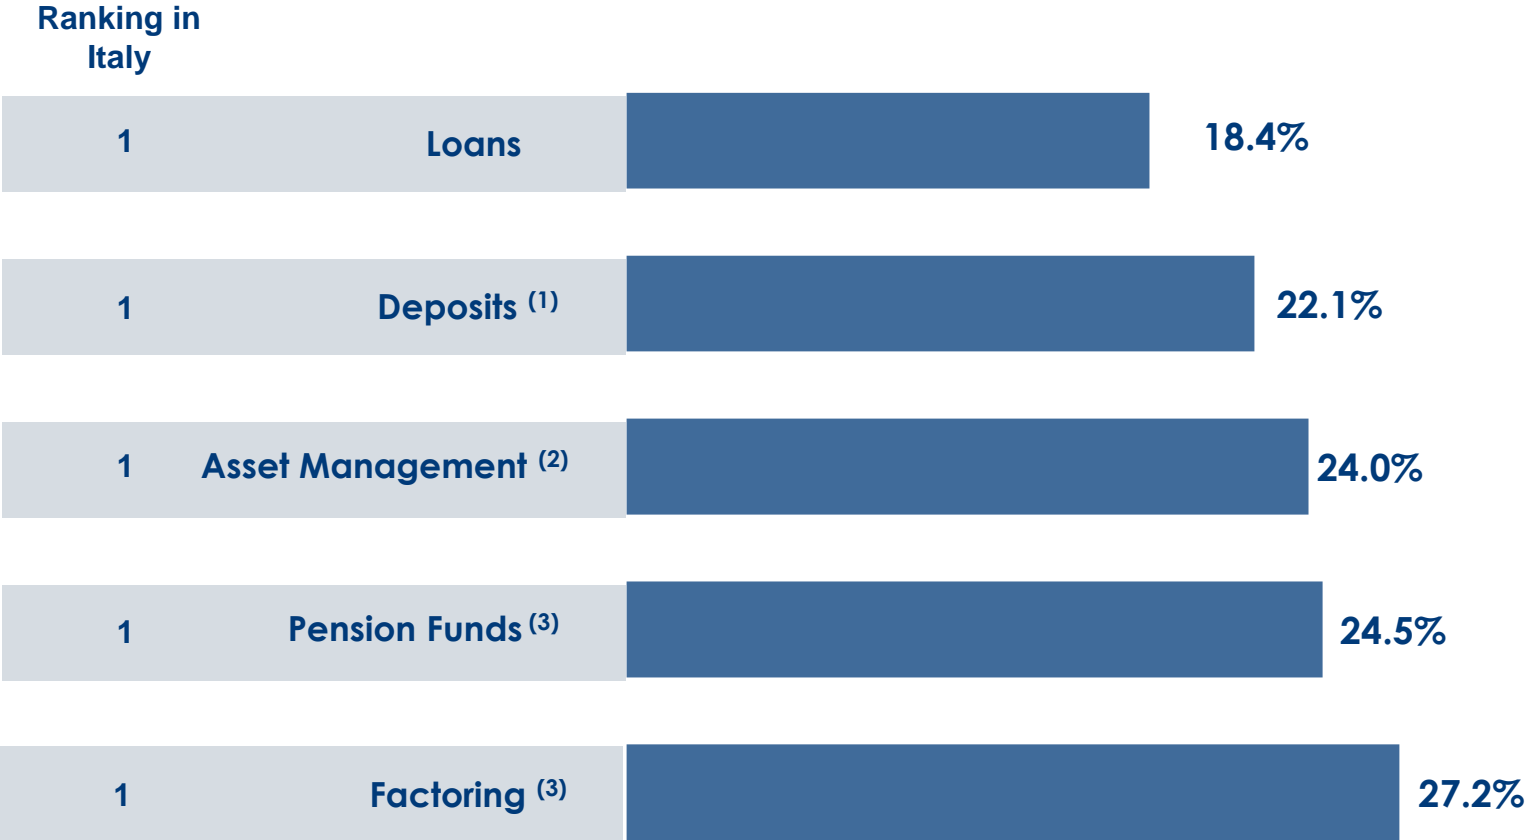 Ranking in
Italy
1 Loans 18.4%
1 Deposits (1) 22.1%
1 Asset Management (2) 24.0%
1 Pension Funds (3) 24.5%
1 Factoring (3) 27.2%